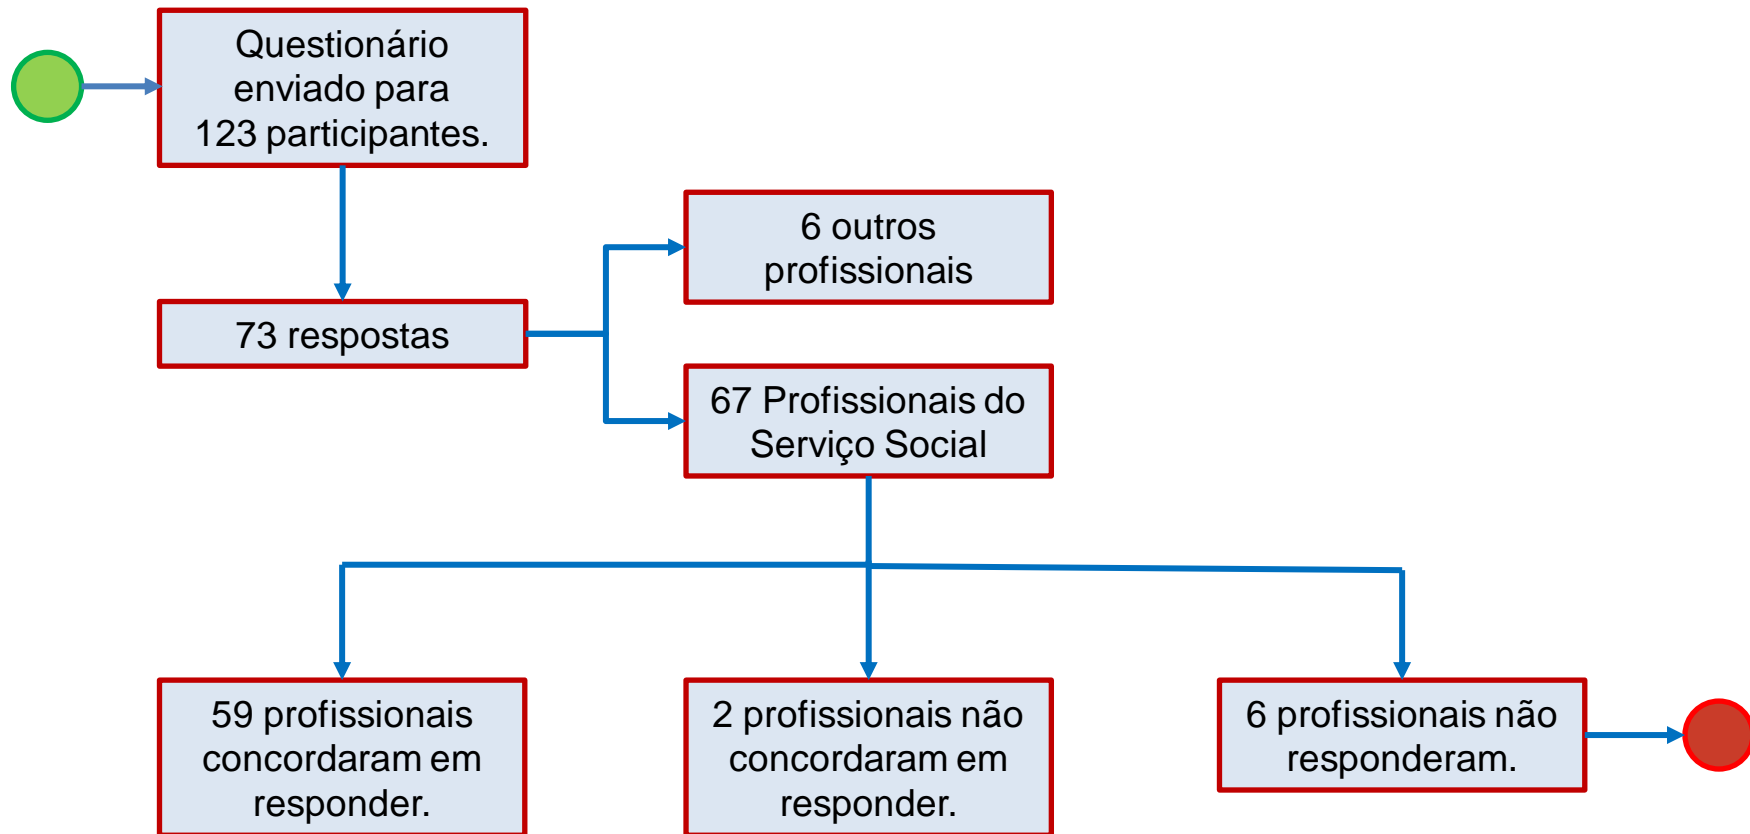 Questionário
enviado para
123 participantes.
6 outros
profissionais
73 respostas
67 Profissionais do
Serviço Social
59 profissionais
concordaram em
responder.
2 profissionais não
concordaram em
responder.
6 profissionais não
responderam.